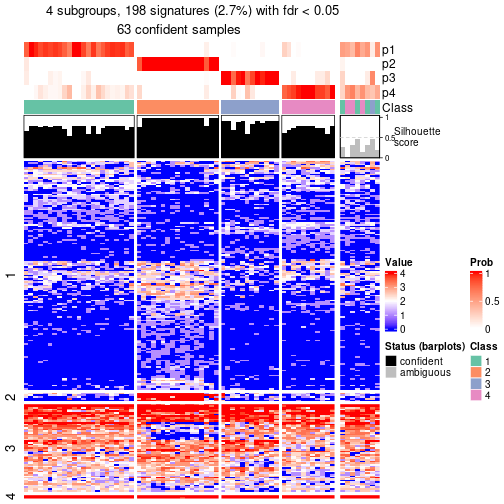 4 subgroups, 198 signatures (2.7%) with fdr < 0.05
63 confident samples
p1
p2
p3
p4
Class
1
0.5
0
Silhouette
score
1
2
3
4
Value
4
3
2
1
0
Prob
1
0.5
0
Status (barplots)
confident
ambiguous
Class
1
2
3
4